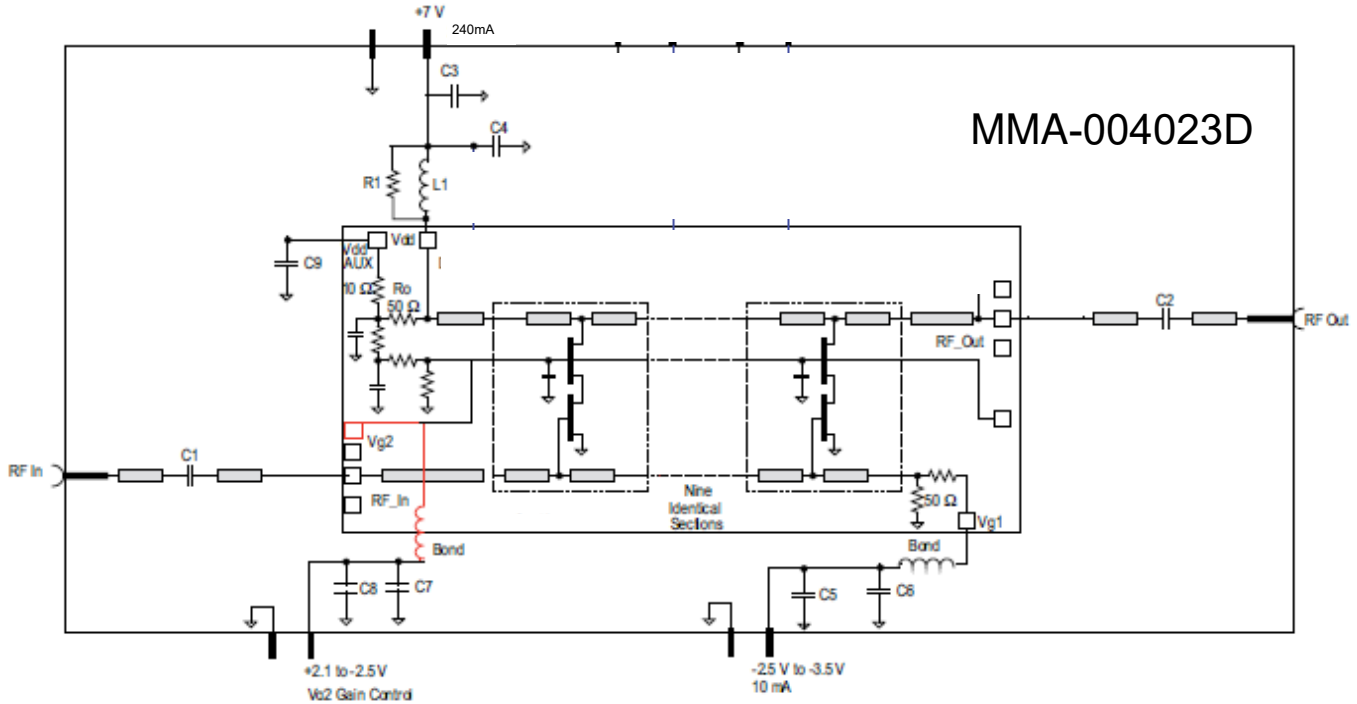 +7 V
240mA
C3
MMA-004023D
C4
R1
L1
Vdd
Vdd
AUX
C9
10 Ω
Ro
50 Ω
C2
RF Out
RF_Out
Vg2
C1
RF In
RF_In
Nine
Identical
Sections
50 Ω
Vg1
Bond
Bond
C8
C7
C5
C6
+2.1 to -2.5 V
Vg2 Gain Control
-2.5 V to -3.5 V
10 mA